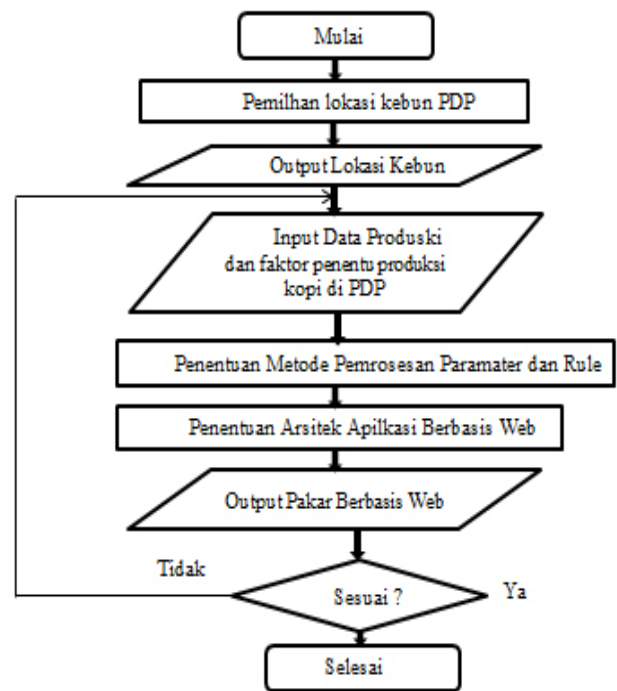 Mulai
Pemilhan lokasi kebun PDP
Output Lokasi Kebun
Input Data Produski
dan faktor penentu produksi
kopi di PDP
Penentuan Metode Pemrosesan Paramater dan Rule
Penentuan Arsitek Apilkasi Berbasis Web
Output Pakar Berbasis Web
Tidak
Sesuai ?
Ya
Selesai